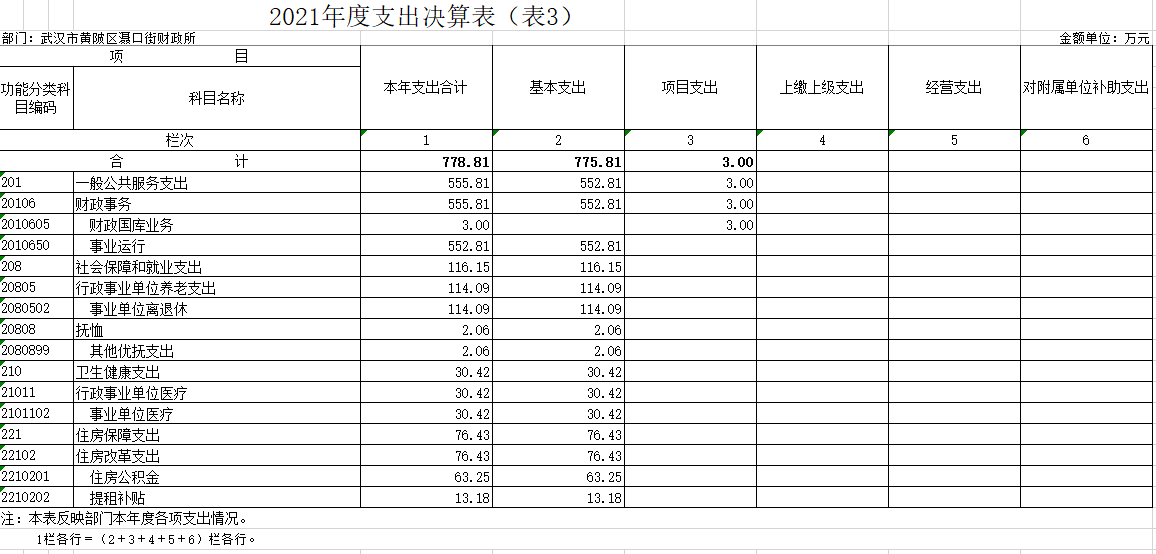 2021年度支出决算表（表3）
部门：武汉市黄陂区滠口街财政所 金额单位：万元
项 目
功能分类科目编码 科目名称 本年支出合计 基本支出 项目支出 上缴上级支出 经营支出 对附属单位补助支出
栏次 1 2 3 4 5 6
合 计 778.81 775.81 3.00
201 一般公共服务支出 555.81 552.81 3.00
20106 财政事务 555.81 552.81 3.00
2010605 财政国库业务 3.00 3.00
2010650 事业运行 552.81 552.81
208 社会保障和就业支出 116.15 116.15
20805 行政事业单位养老支出 114.09 114.09
2080502 事业单位离退休 114.09 114.09
20808 抚恤 2.06 2.06
2080899 其他优抚支出 2.06 2.06
210 卫生健康支出 30.42 30.42
21011 行政事业单位医疗 30.42 30.42
2101102 事业单位医疗 30.42 30.42
221 住房保障支出 76.43 76.43
22102 住房改革支出 76.43 76.43
2210201 住房公积金 63.25 63.25
2210202 提租补贴 13.18 13.18
注：本表反映部门本年度各项支出情况。
1栏各行＝（2＋3＋4＋5＋6）栏各行。